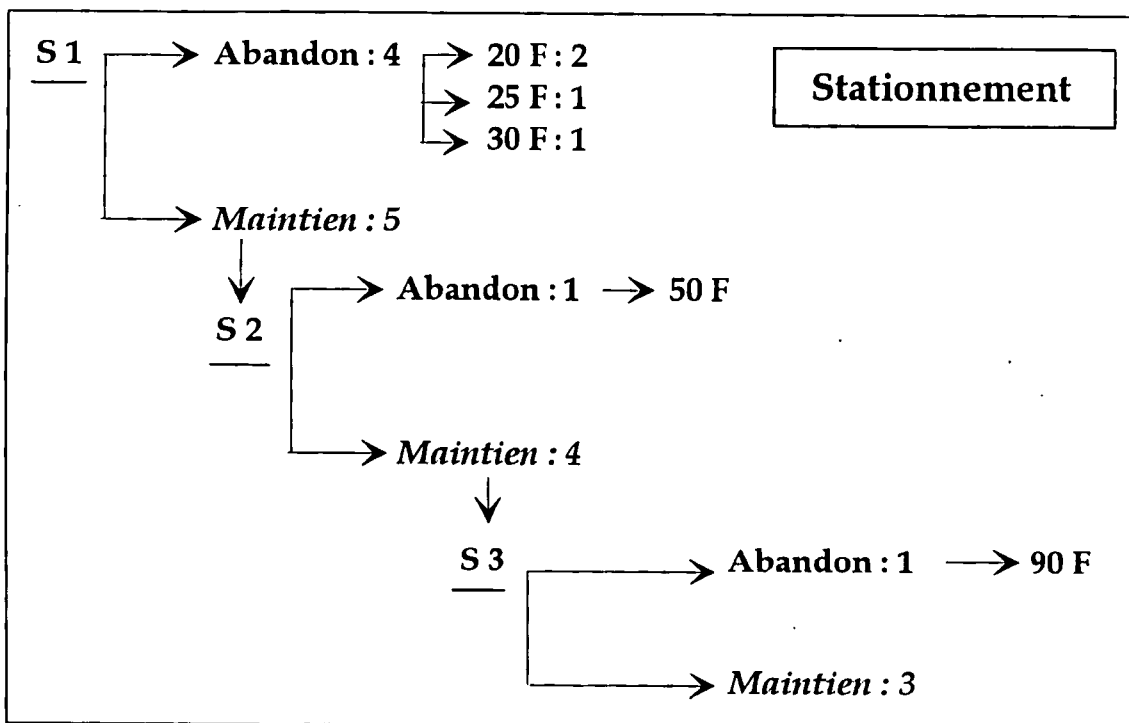 S 1
Abandon : 4
20 F : 2
25 F : 1
30 F : 1
Stationnement
Maintien : 5
S 2
Abandon : 1
50 F
Maintien : 4
S 3
Abandon : 1
90 F
Maintien : 3